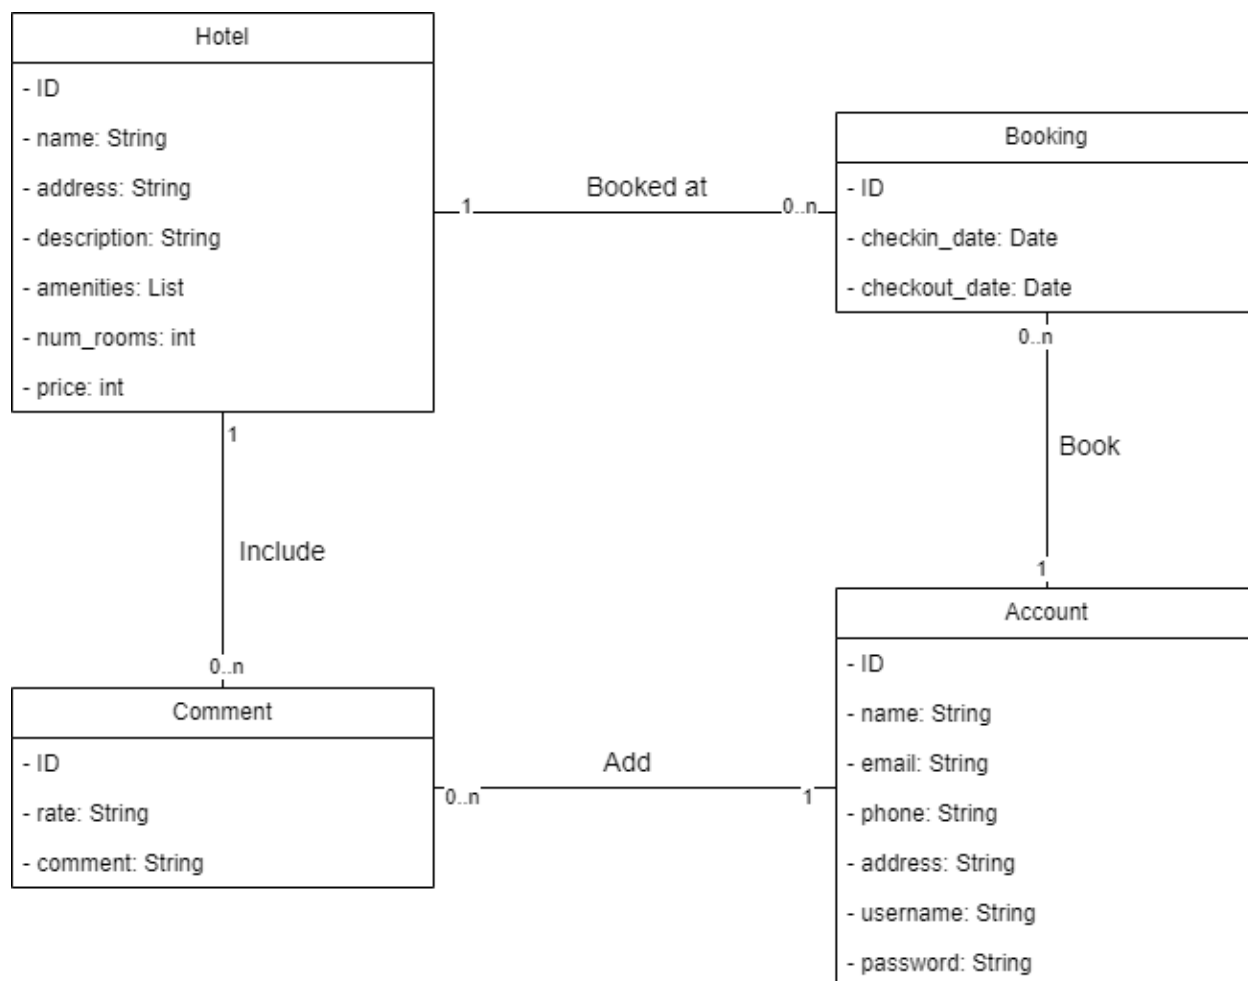 Hotel
- ID
- name: String
- address: String
- description: String
- amenities: List
- num_rooms: int
- price: int
1
Booked at
0..n
Booking
- ID
- checkin_date: Date
- checkout_date: Date
0..n
Book
1
1
Include
0..n
Comment
- ID
- rate: String
- comment: String
0..n
Add
1
Account
- ID
- name: String
- email: String
- phone: String
- address: String
- username: String
- password: String